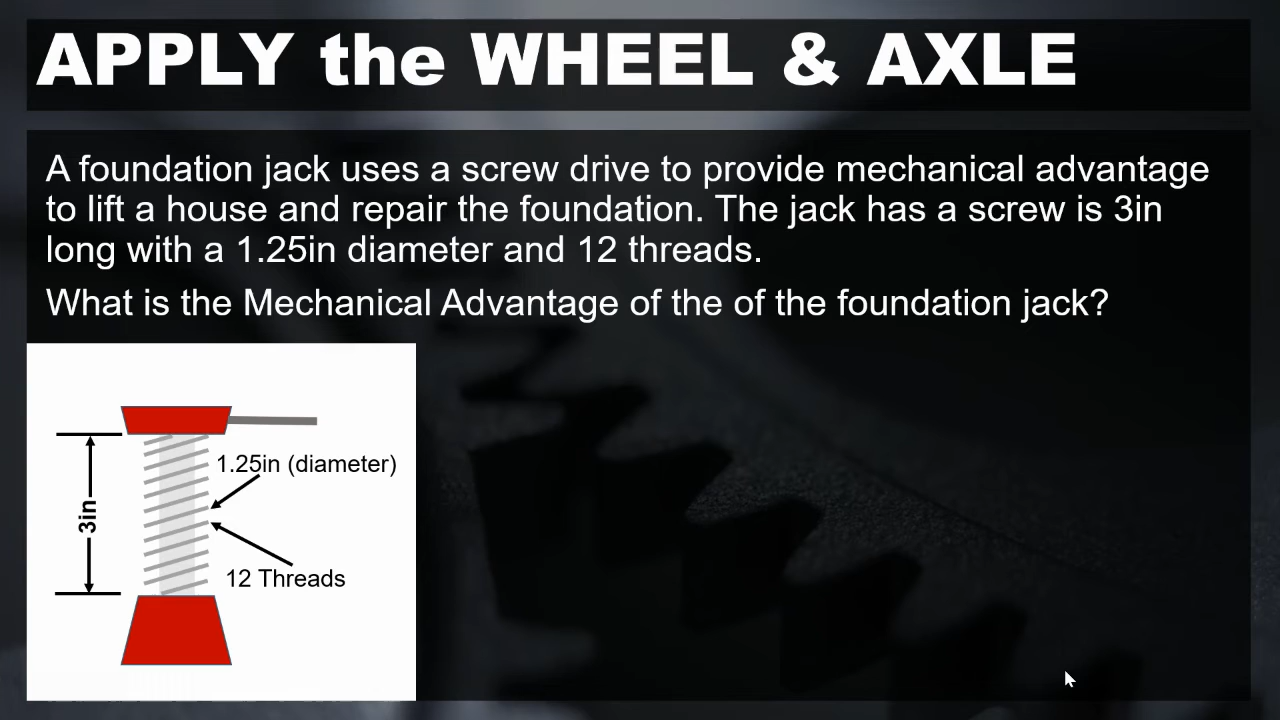 APPLY the WHEEL & AXLE
A foundation jack uses a screw drive to provide mechanical advantage
to lift a house and repair the foundation. The jack has a screw is 3in
long with a 1.25in diameter and 12 threads.
What is the Mechanical Advantage of the of the foundation jack?
1.25in (diameter)
3in
12 Threads